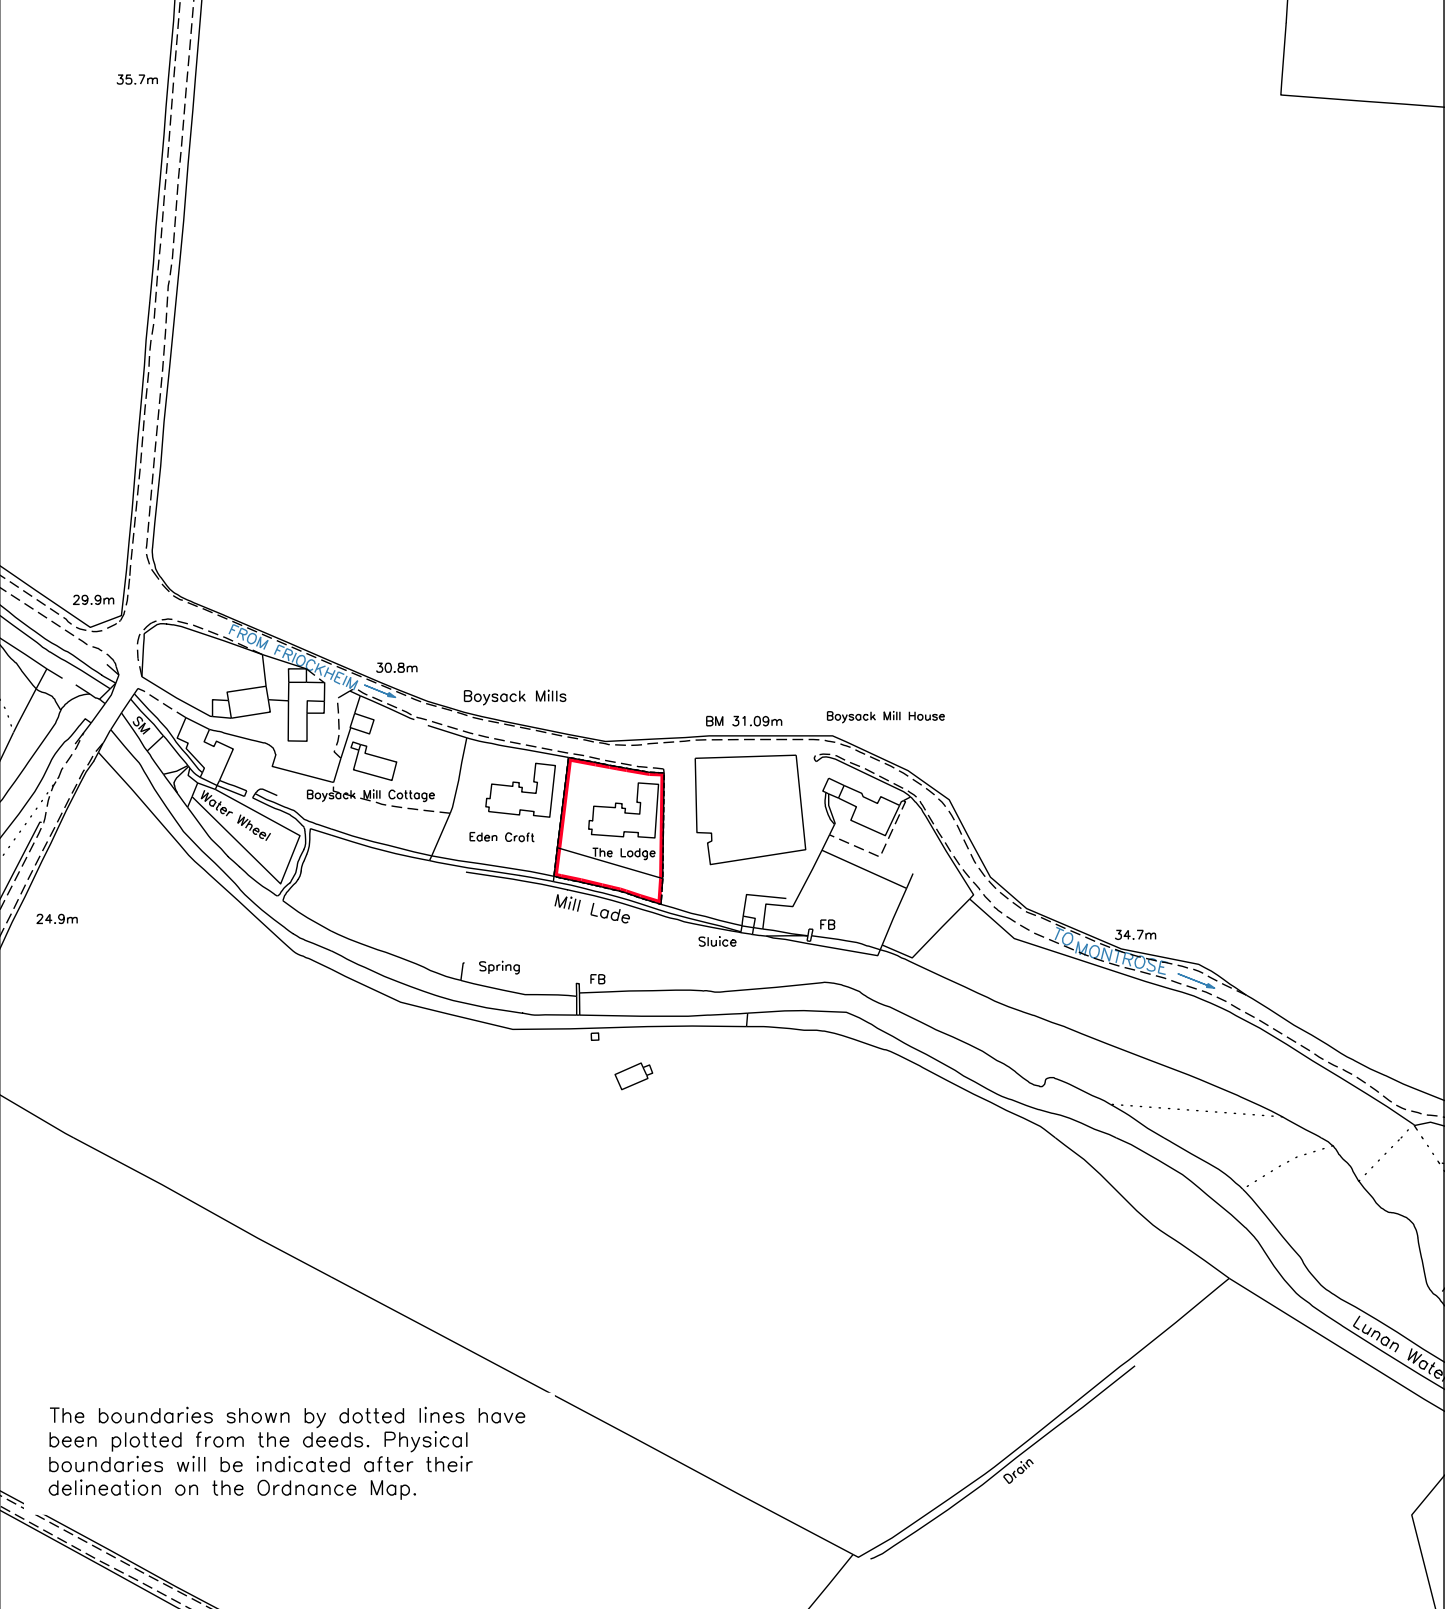 35.7m
29.9m
FROM FRIOCKHEIM
30.8m
Boysack Mills
BM 31.09m
Boysack Mill House
SM
Boysack Mill Cottage
Water Wheel
Eden Croft
The Lodge
Mill Lade
24.9m
FB
Sluice
34.7m
TO MONTROSE
Spring
FB
Lunan Wate
The boundaries shown by dotted lines have
been plotted from the deeds. Physical
boundaries will be indicated after their
delineation on the Ordnance Map.
Drain